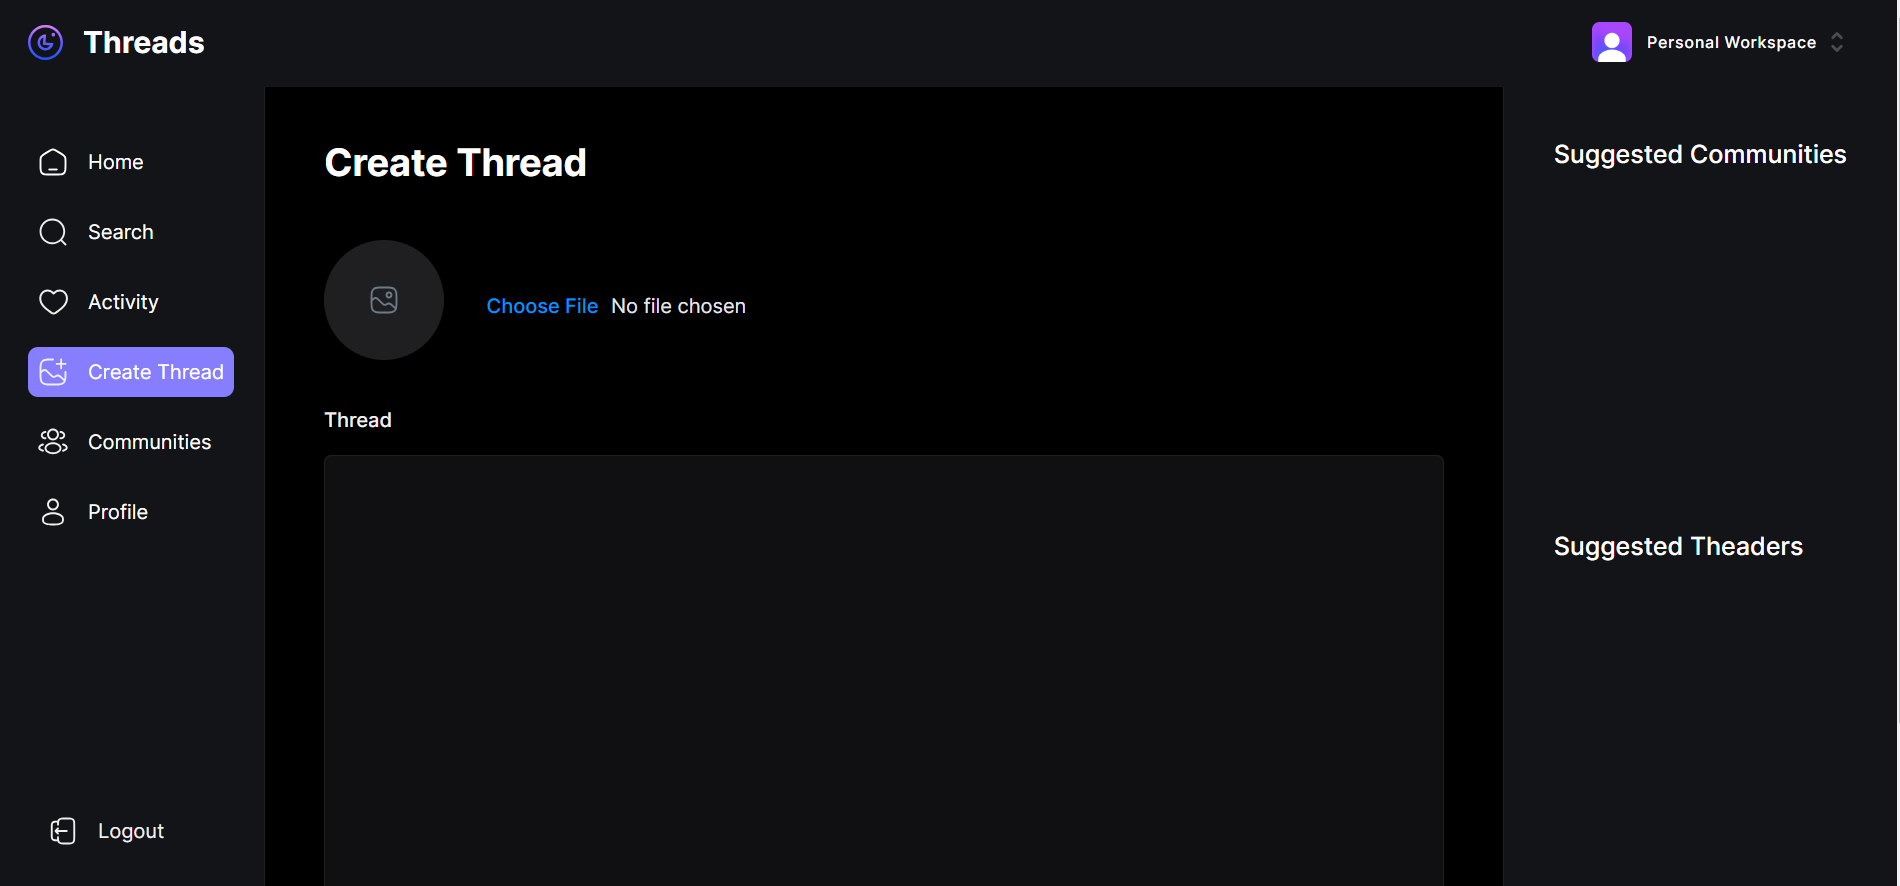 Threads
Personal Workspace
Home
Search
Activity
Create Thread
Communities
Profile
Logout
Create Thread
Choose File No file chosen
Thread
Suggested Communities
Suggested Theaders